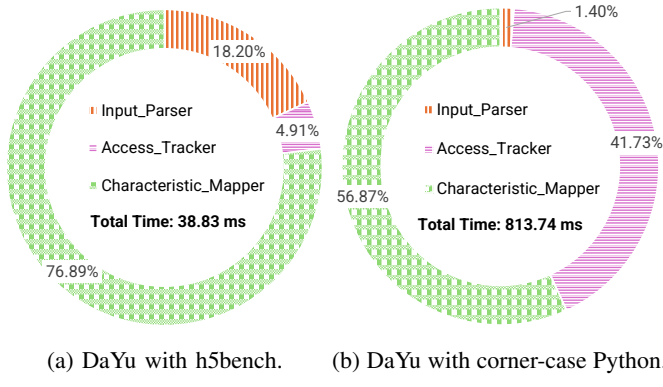 18.20%
4.91%
76.89%
Input_Parser
Access_Tracker
Characteristic_Mapper
Total Time: 38.83 ms
(a) DaYu with h5bench.
1.40%
41.73%
56.87%
Input_Parser
Access_Tracker
Characteristic_Mapper
Total Time: 813.74 ms
(b) DaYu with corner-case Python